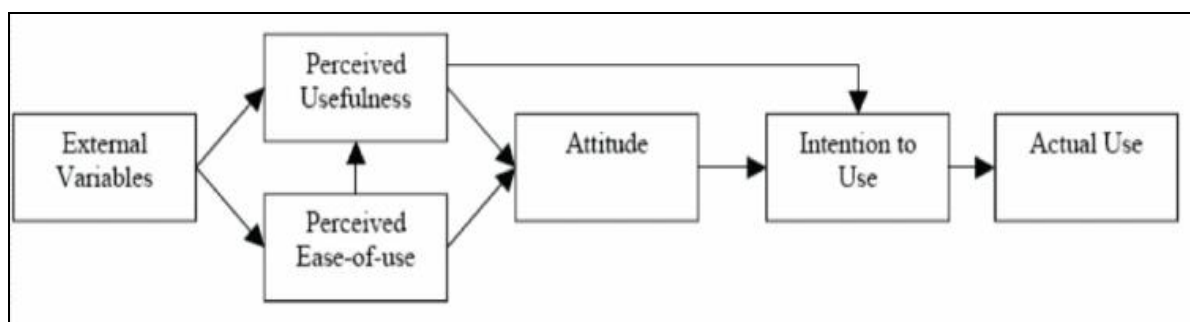 External
Variables
Perceived
Usefulness
Perceived
Ease-of-use
Attitude
Intention to
Use
Actual Use